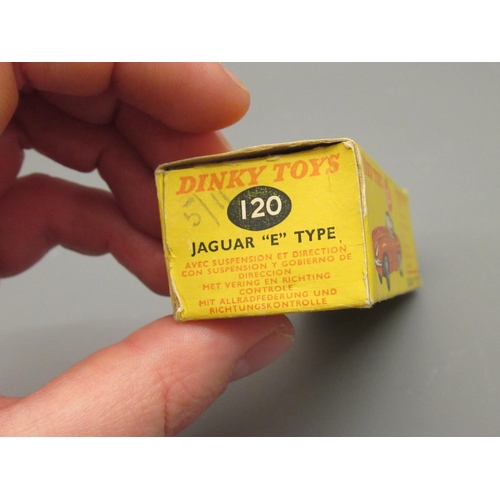 DINKY TOYS
120
JAGUAR "E" TYPE
AVEC SUSPENSION ET DIRECTION
CON SUSPENSION Y GOBIERNO DE
DIRECCION
MET VERING EN RICHTING
CONTROLE
MIT ALLRADFEDERUNG UND
RICHTUNGSKONTROLLE